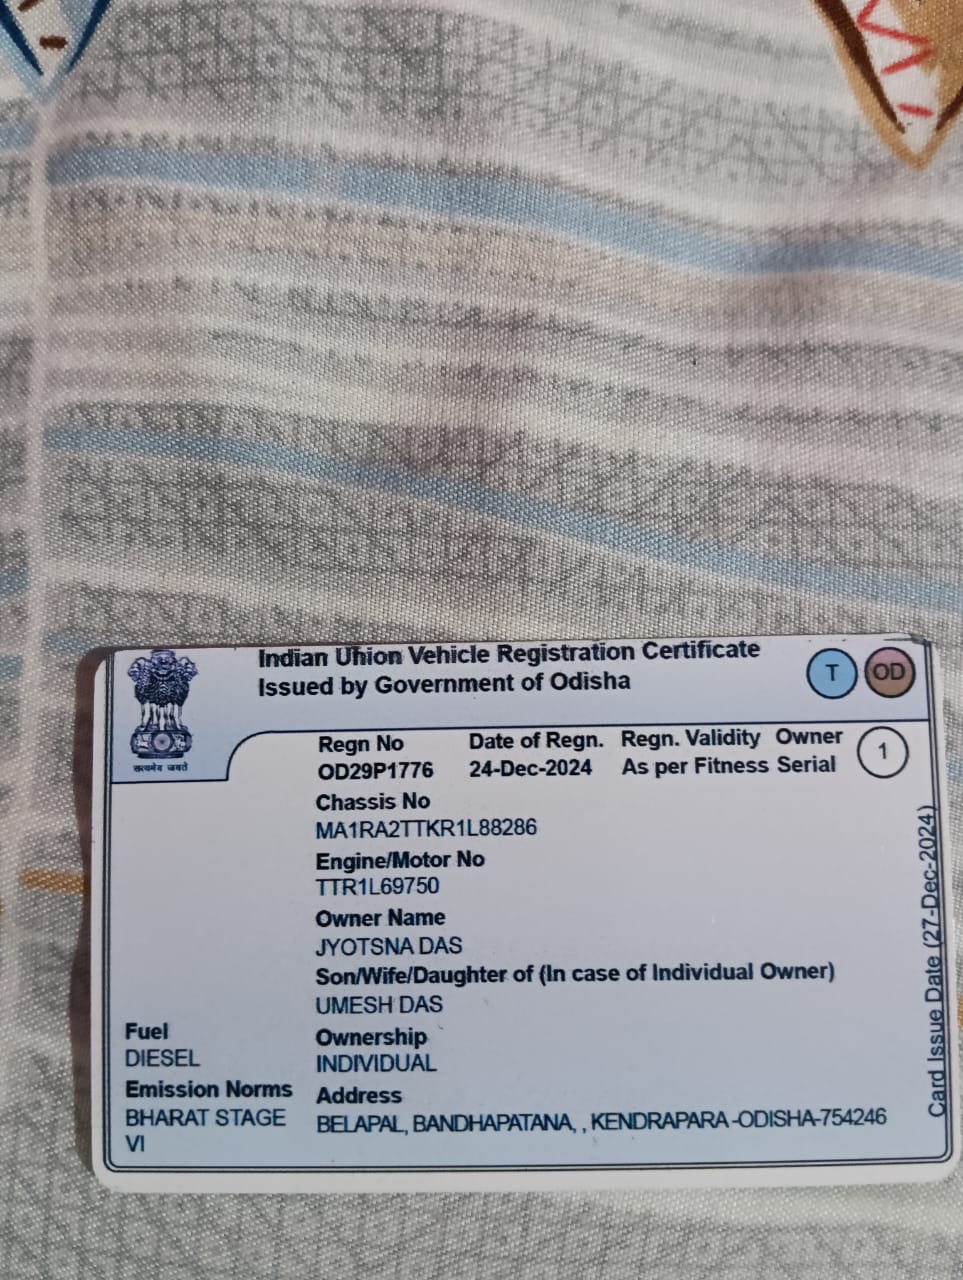 Indian Union Vehicle Registration Certificate
Issued by Government of Odisha
T OD
सत्यमेव जयते
Regn No Date of Regn. Regn. Validity Owner
OD29P1776 24-Dec-2024 As per Fitness Serial
1
Chassis No
MA1RA2TTKR1L88286
Engine/Motor No
TTR1L69750
Owner Name
JYOTSNA DAS
Son/Wife/Daughter of (In case of Individual Owner)
UMESH DAS
Fuel
DIESEL
Ownership
INDIVIDUAL
Emission Norms
BHARAT STAGE
VI
Address
BELAPAL, BANDHAPATANA, , KENDRAPARA-ODISHA-754246
Card Issue Date (27-Dec-2024)